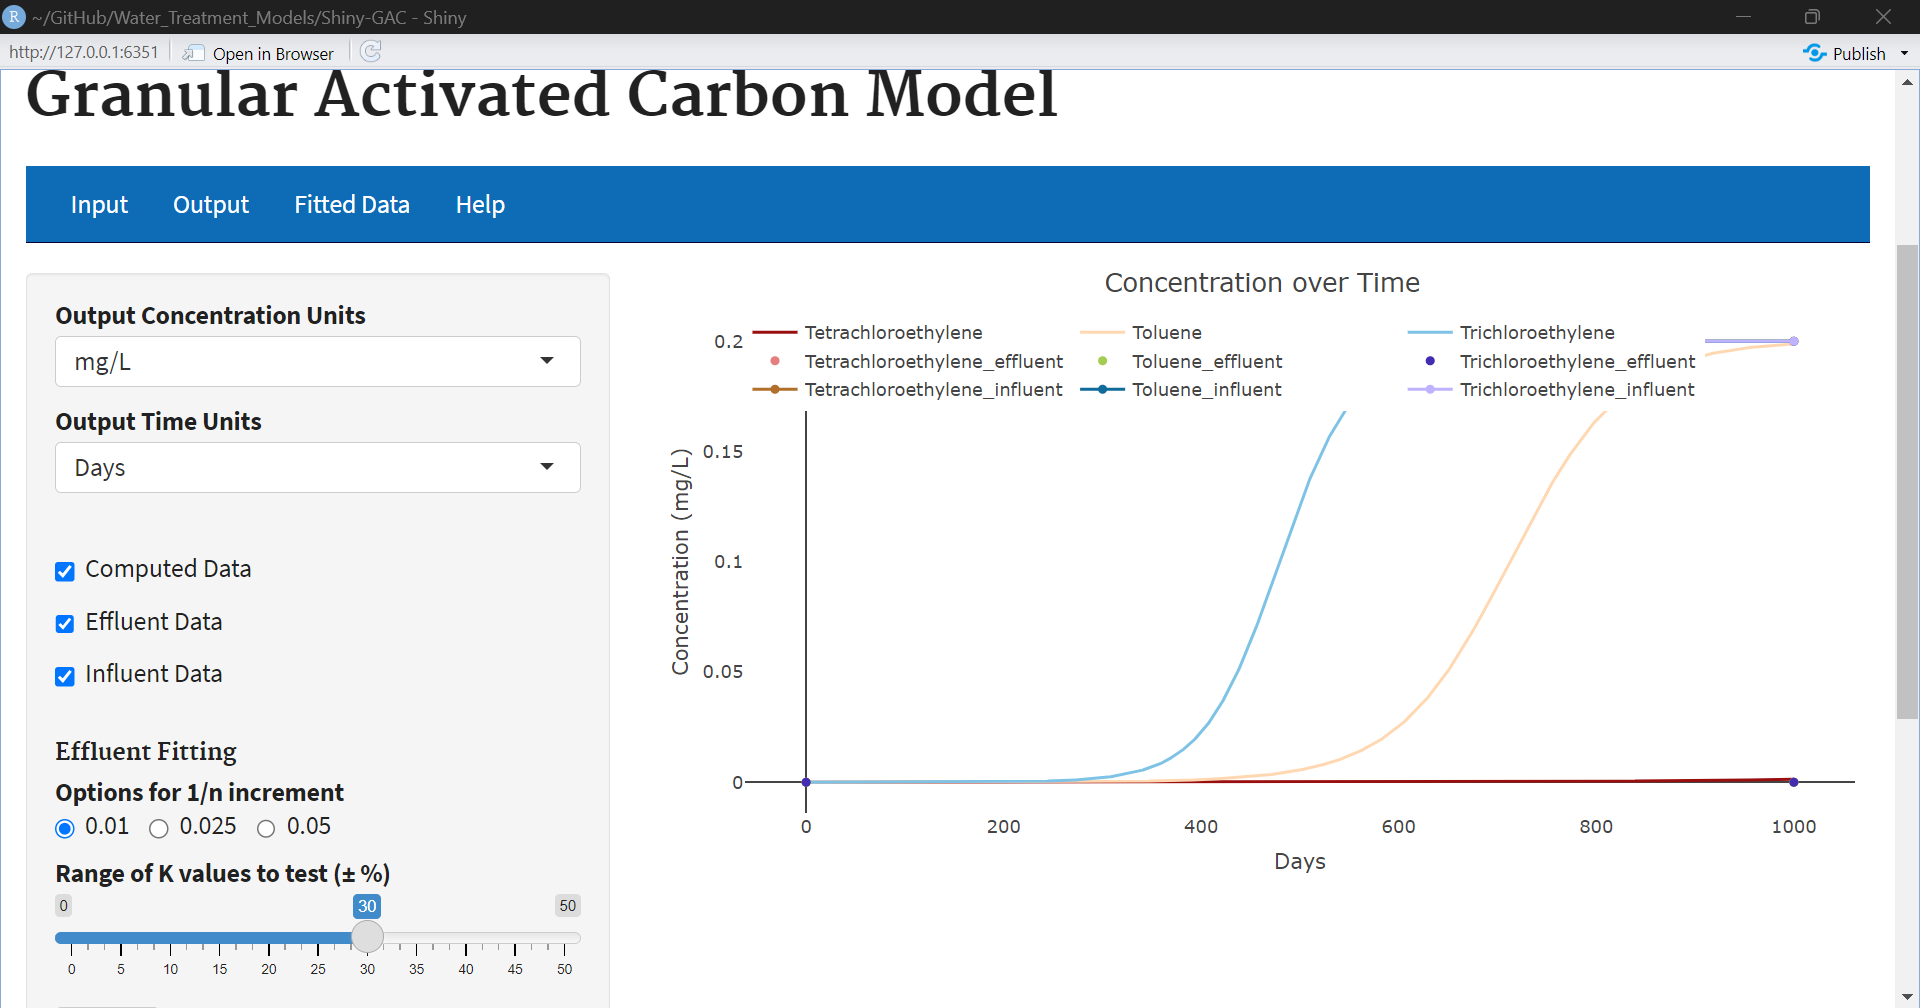 R ~/GitHub/Water_Treatment_Models/Shiny-GAC - Shiny
http://127.0.0.1:6351 Open in Browser Publish
Granular Activated Carbon Model
Input Output Fitted Data Help
Output Concentration Units
mg/L
Output Time Units
Days
Computed Data
Effluent Data
Influent Data
Effluent Fitting
Options for 1/n increment
0.01 0.025 0.05
Range of K values to test (± %)
0 30 50
0 5 10 15 20 25 30 35 40 45 50
Concentration over Time
Tetrachloroethylene Toluene Trichloroethylene
Tetrachloroethylene_effluent Toluene_effluent Trichloroethylene_effluent
Tetrachloroethylene_influent Toluene_influent Trichloroethylene_influent
0.2
0.15
0.1
0.05
0
Concentration (mg/L)
0 200 400 600 800 1000
Days